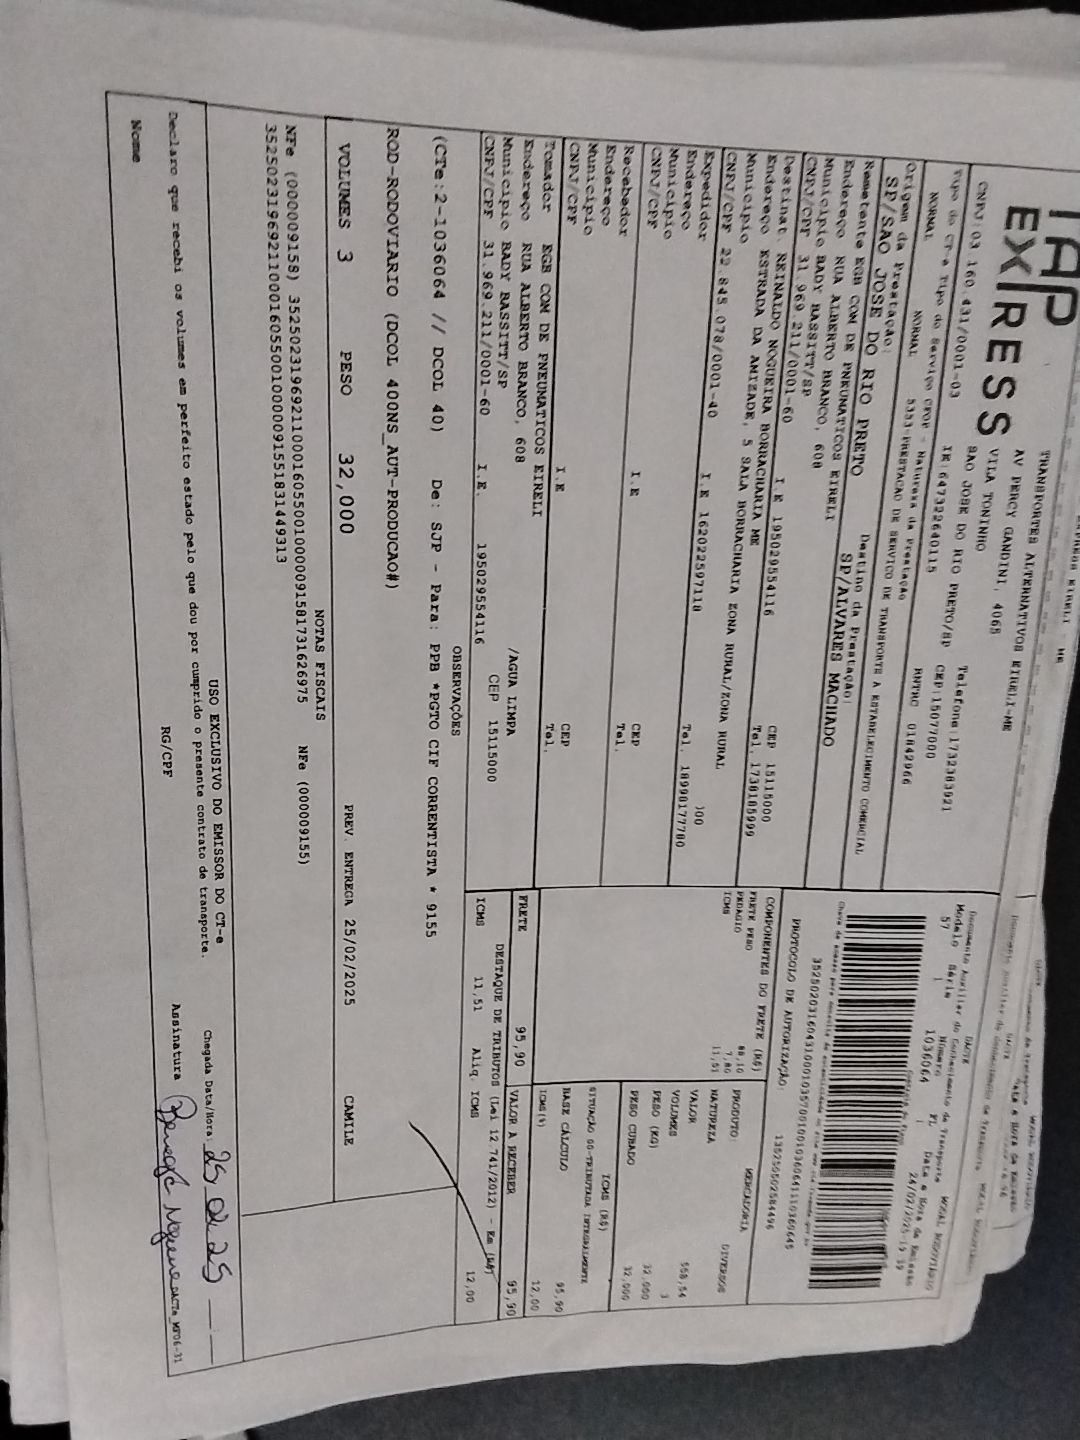 TAP
EX/RESS
TRANSPORTES ALTERNATIVOS EIRELI-ME
AV PERCY GANDINI, 4065
VILA TONINHO
SAO JOSE DO RIO PRETO/SP
CNPJ:03.160.431/0001-03
IE:647322640115
CEP:15077000
Telefone:1732383921
Tipo do CT-e Tipo do Serviço CFOP - Natureza da Prestação
RNTRC 01842966
NORMAL NORMAL 5353-PRESTACAO DE SERVICO DE TRANSPORTE A ESTABELECIMENTO COMERCIAL
Origem da Prestação: Destino da Prestação:
SP/SAO JOSE DO RIO PRETO SP/ALVARES MACHADO
DACTE
Documento Auxiliar do Conhecimento de Transporte MODAL RODOVIÁRIO
Modelo Série Número FL Data e Hora da Emissão
57 1 1036064 24/02/2025
Remetente EGB COM DE PNEUMATICOS EIRELI
Endereço RUA ALBERTO BRANCO, 608
Município BADY BASSITT/SP CEP 15115000
CNPJ/CPF 31.969.211/0001-60 I.E 195029554116 Tel. 1738185999
Destinat. REINALDO NOGUEIRA BORRACHARIA ME
Endereço ESTRADA DA AMIZADE, 5 SALA BORRACHARIA ZONA RURAL/ZONA RURAL
Município
CNPJ/CPF 22.845.078/0001-40 I.E 162022597118 Tel. 18998177780
Expedidor
Endereço
Município CEP
CNPJ/CPF I.E Tel.
Recebedor
Endereço
Município CEP
CNPJ/CPF I.E Tel.
Tomador EGB COM DE PNEUMATICOS EIRELI
Endereço RUA ALBERTO BRANCO, 608 /AGUA LIMPA
Município BADY BASSITT/SP CEP 15115000
CNPJ/CPF 31.969.211/0001-60 I.E. 195029554116
PROTOCOLO DE AUTORIZAÇÃO:
COMPONENTES DO FRETE (R$)
FRETE PESO 88,10
PEDAGIO 7,80
ICMS 11,51
PRODUTO: MERCADORIA
NATUREZA DIVERSOS
VALOR 558,54
VOLUMES 3
PESO (KG) 32,000
PESO CUBADO 32,000
ICMS (R$)
SITUAÇÃO 00-TRIBUTADA INTEGRALMENTE
BASE CÁLCULO 95,90
ICMS(%) 12,00
FRETE 95,90 VALOR A RECEBER 95,90
DESTAQUE DE TRIBUTOS (Lei 12.741/2012) - Em (R$)
ICMS 11,51 Aliq. ICMS 12,00
OBSERVAÇÕES
(CTe:2-1036064 // DCOL 40) De: SJP - Para: PPB *PGTO CIF CORRENTISTA * 9155
ROD-RODOVIARIO (DCOL 400NS_AUT-PRODUCAO#)
VOLUMES 3 PESO 32,000 PREV. ENTREGA 25/02/2025 CAMILE
NOTAS FISCAIS
NFe (000009158) 35250231969211000160550010000091581731626975 NFe (000009155)
35250231969211000160550010000091551831449313
USO EXCLUSIVO DO EMISSOR DO CT-e
Chegada Data/Hora: 25 02 25
Declaro que recebi os volumes em perfeito estado pelo que dou por cumprido o presente contrato de transporte.
Nome RG/CPF Assinatura
DACTe_MT06-31